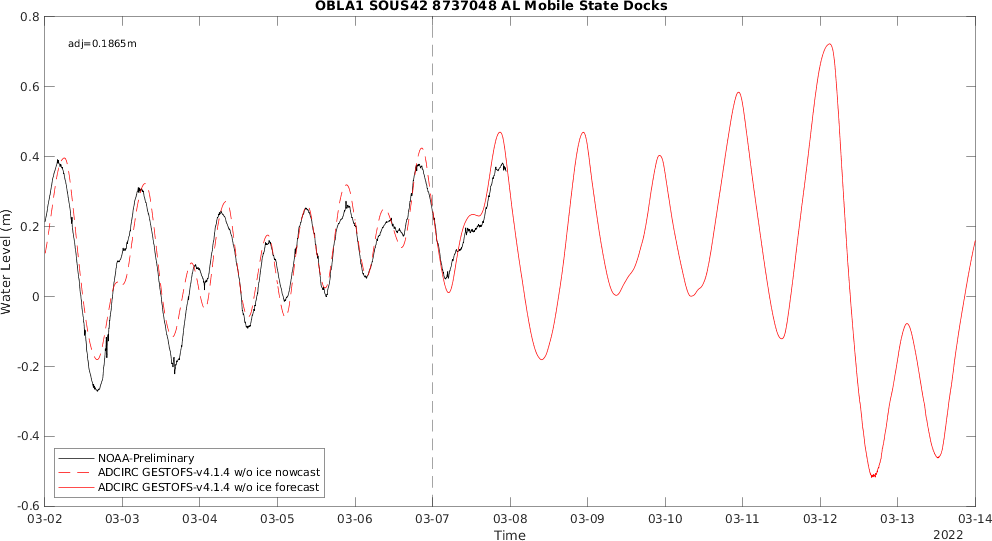 OBLA1 SOUS42 8737048 AL Mobile State Docks
adj=0.1865m
Water Level (m)
0.8
0.6
0.4
0.2
0
-0.2
-0.4
-0.6
NOAA-Preliminary
ADCIRC GESTOFS-v4.1.4 w/o ice nowcast
ADCIRC GESTOFS-v4.1.4 w/o ice forecast
03-02 03-03 03-04 03-05 03-06 03-07 03-08 03-09 03-10 03-11 03-12 03-13 03-14
Time
2022